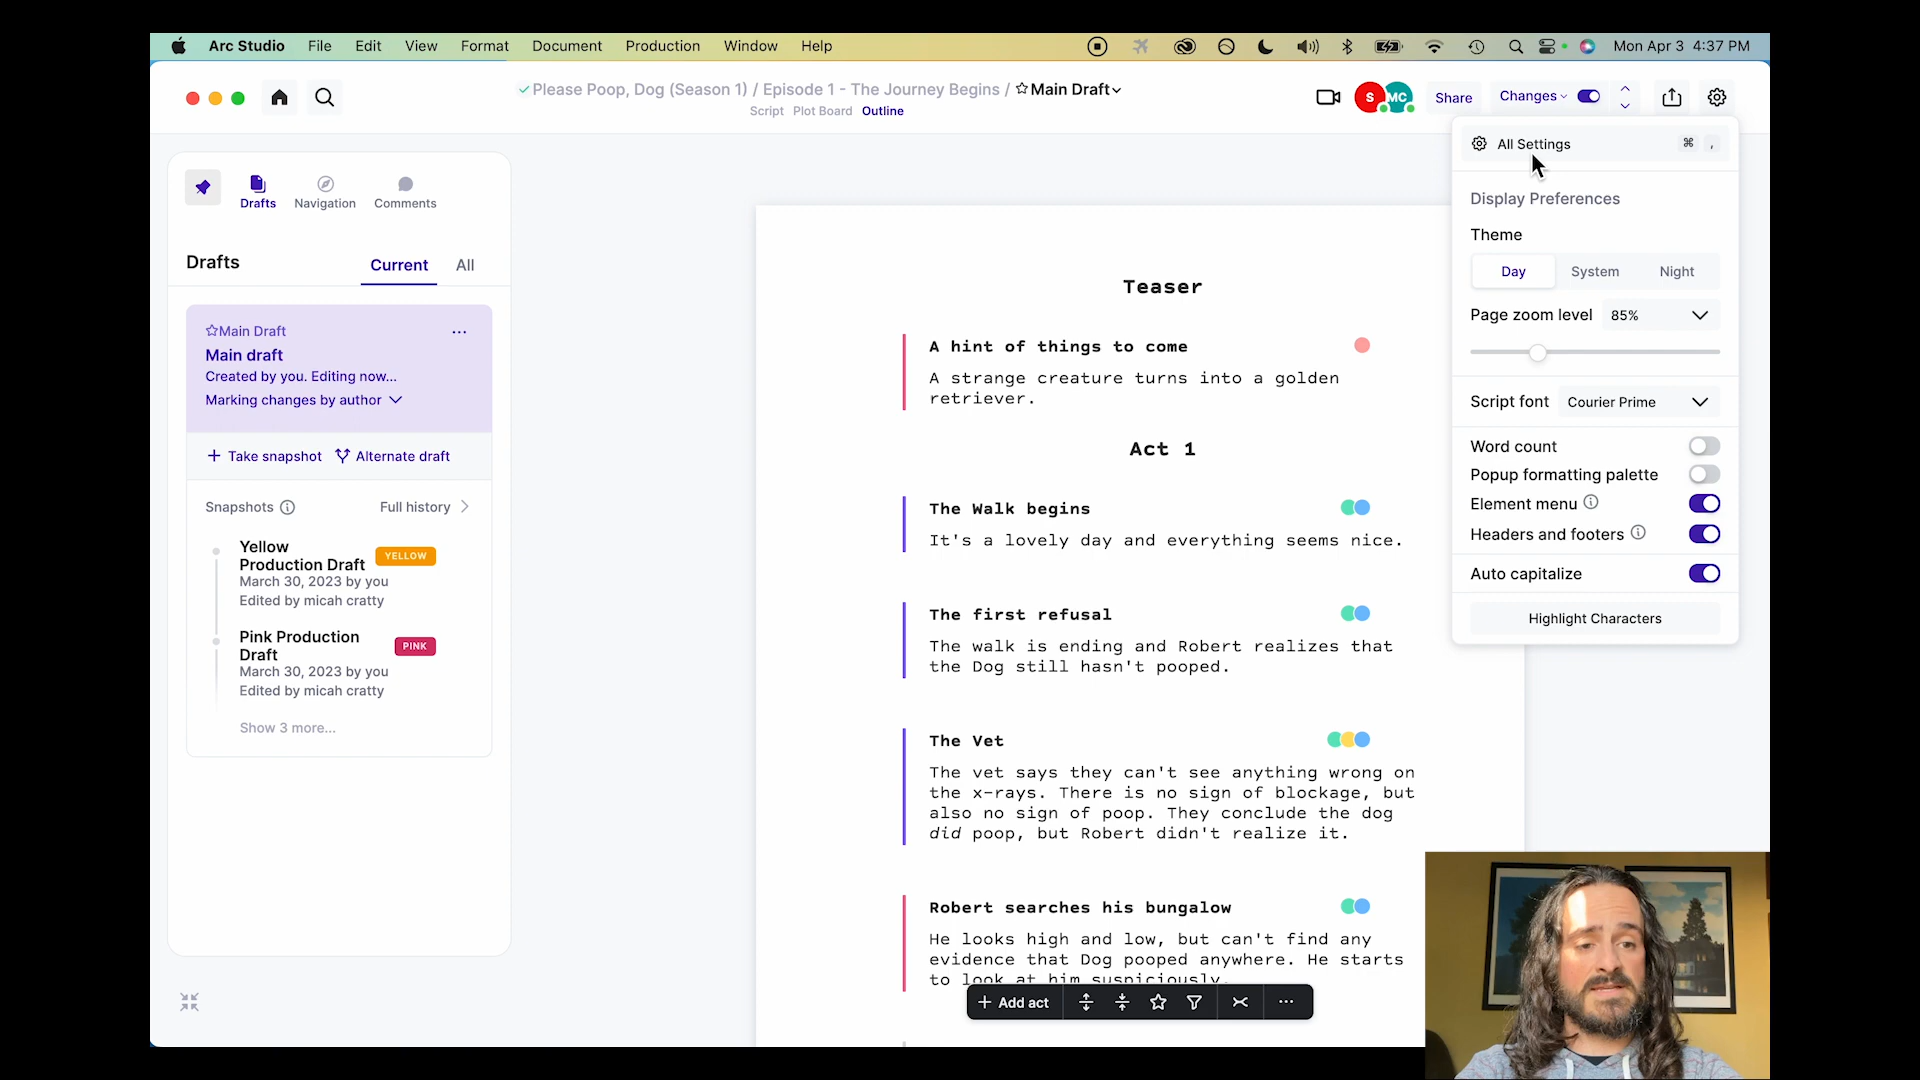 Arc Studio File Edit View Format Document Production Window Help Mon Apr 3 4:37 PM
Please Poop, Dog (Season 1) / Episode 1 - The Journey Begins / Main Draft
Script Plot Board Outline
S MC Share Changes
Drafts Navigation Comments
Drafts Current All
Main Draft
Main draft
Created by you. Editing now...
Marking changes by author
+ Take snapshot Alternate draft
Snapshots Full history
Yellow
Production Draft YELLOW
March 30, 2023 by you
Edited by micah cratty
Pink Production
Draft PINK
March 30, 2023 by you
Edited by micah cratty
Show 3 more...
Teaser
A hint of things to come
A strange creature turns into a golden
retriever.
Act 1
The Walk begins
It's a lovely day and everything seems nice.
The first refusal
The walk is ending and Robert realizes that
the Dog still hasn't pooped.
The Vet
The vet says they can't see anything wrong on
the x-rays. There is no sign of blockage, but
also no sign of poop. They conclude the dog
did poop, but Robert didn't realize it.
Robert searches his bungalow
He looks high and low, but can't find any
evidence that Dog pooped anywhere. He starts
to look at him suspiciously.
+ Add act
All Settings ⌘ ,
Display Preferences
Theme
Day System Night
Page zoom level 85%
Script font Courier Prime
Word count
Popup formatting palette
Element menu
Headers and footers
Auto capitalize
Highlight Characters